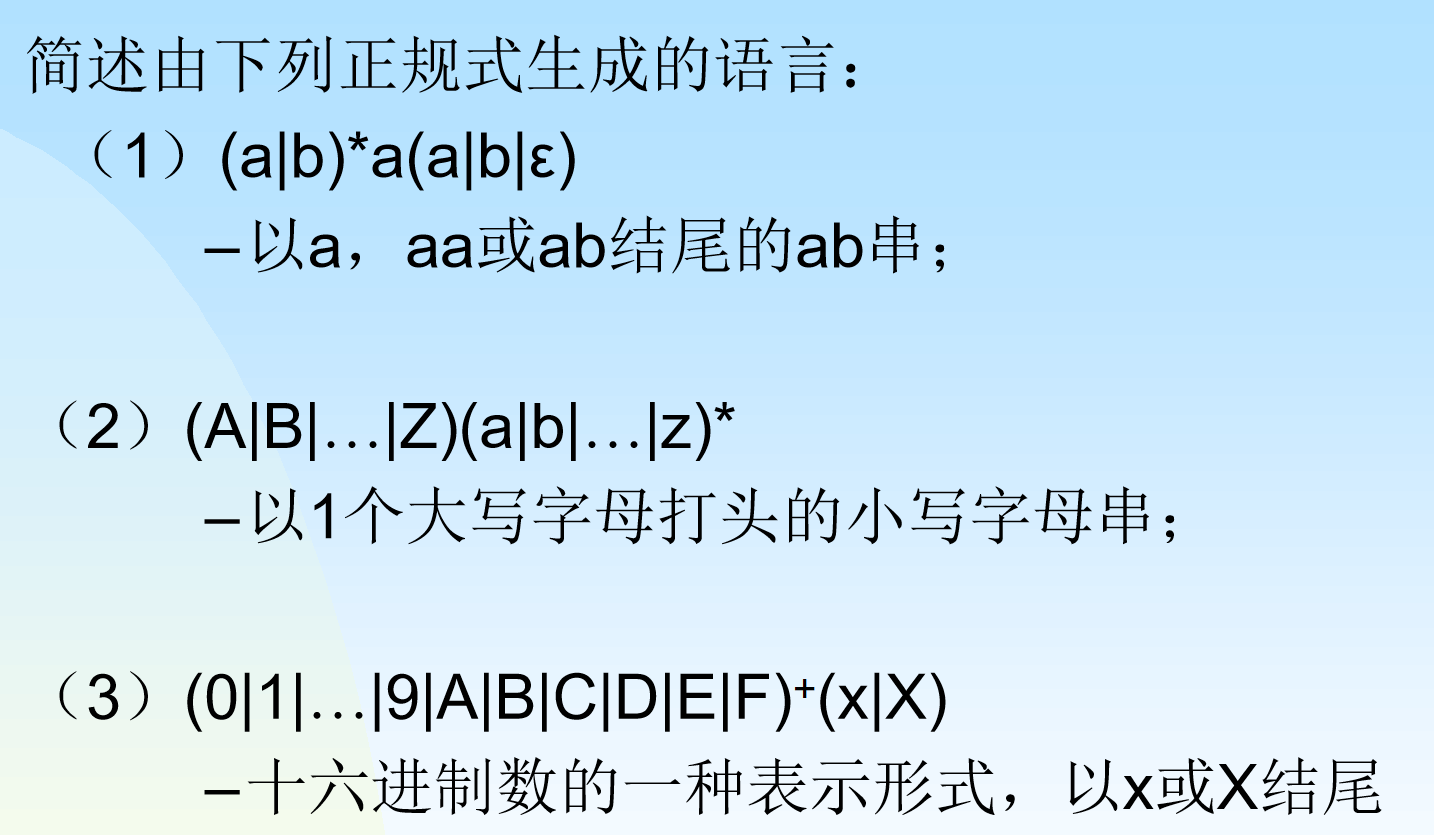 简述由下列正规式生成的语言：
（1）(a|b)*a(a|b|ε)
–以a，aa或ab结尾的ab串；
（2）(A|B|…|Z)(a|b|…|z)*
–以1个大写字母打头的小写字母串；
（3）(0|1|…|9|A|B|C|D|E|F)⁺(x|X)
–十六进制数的一种表示形式，以x或X结尾